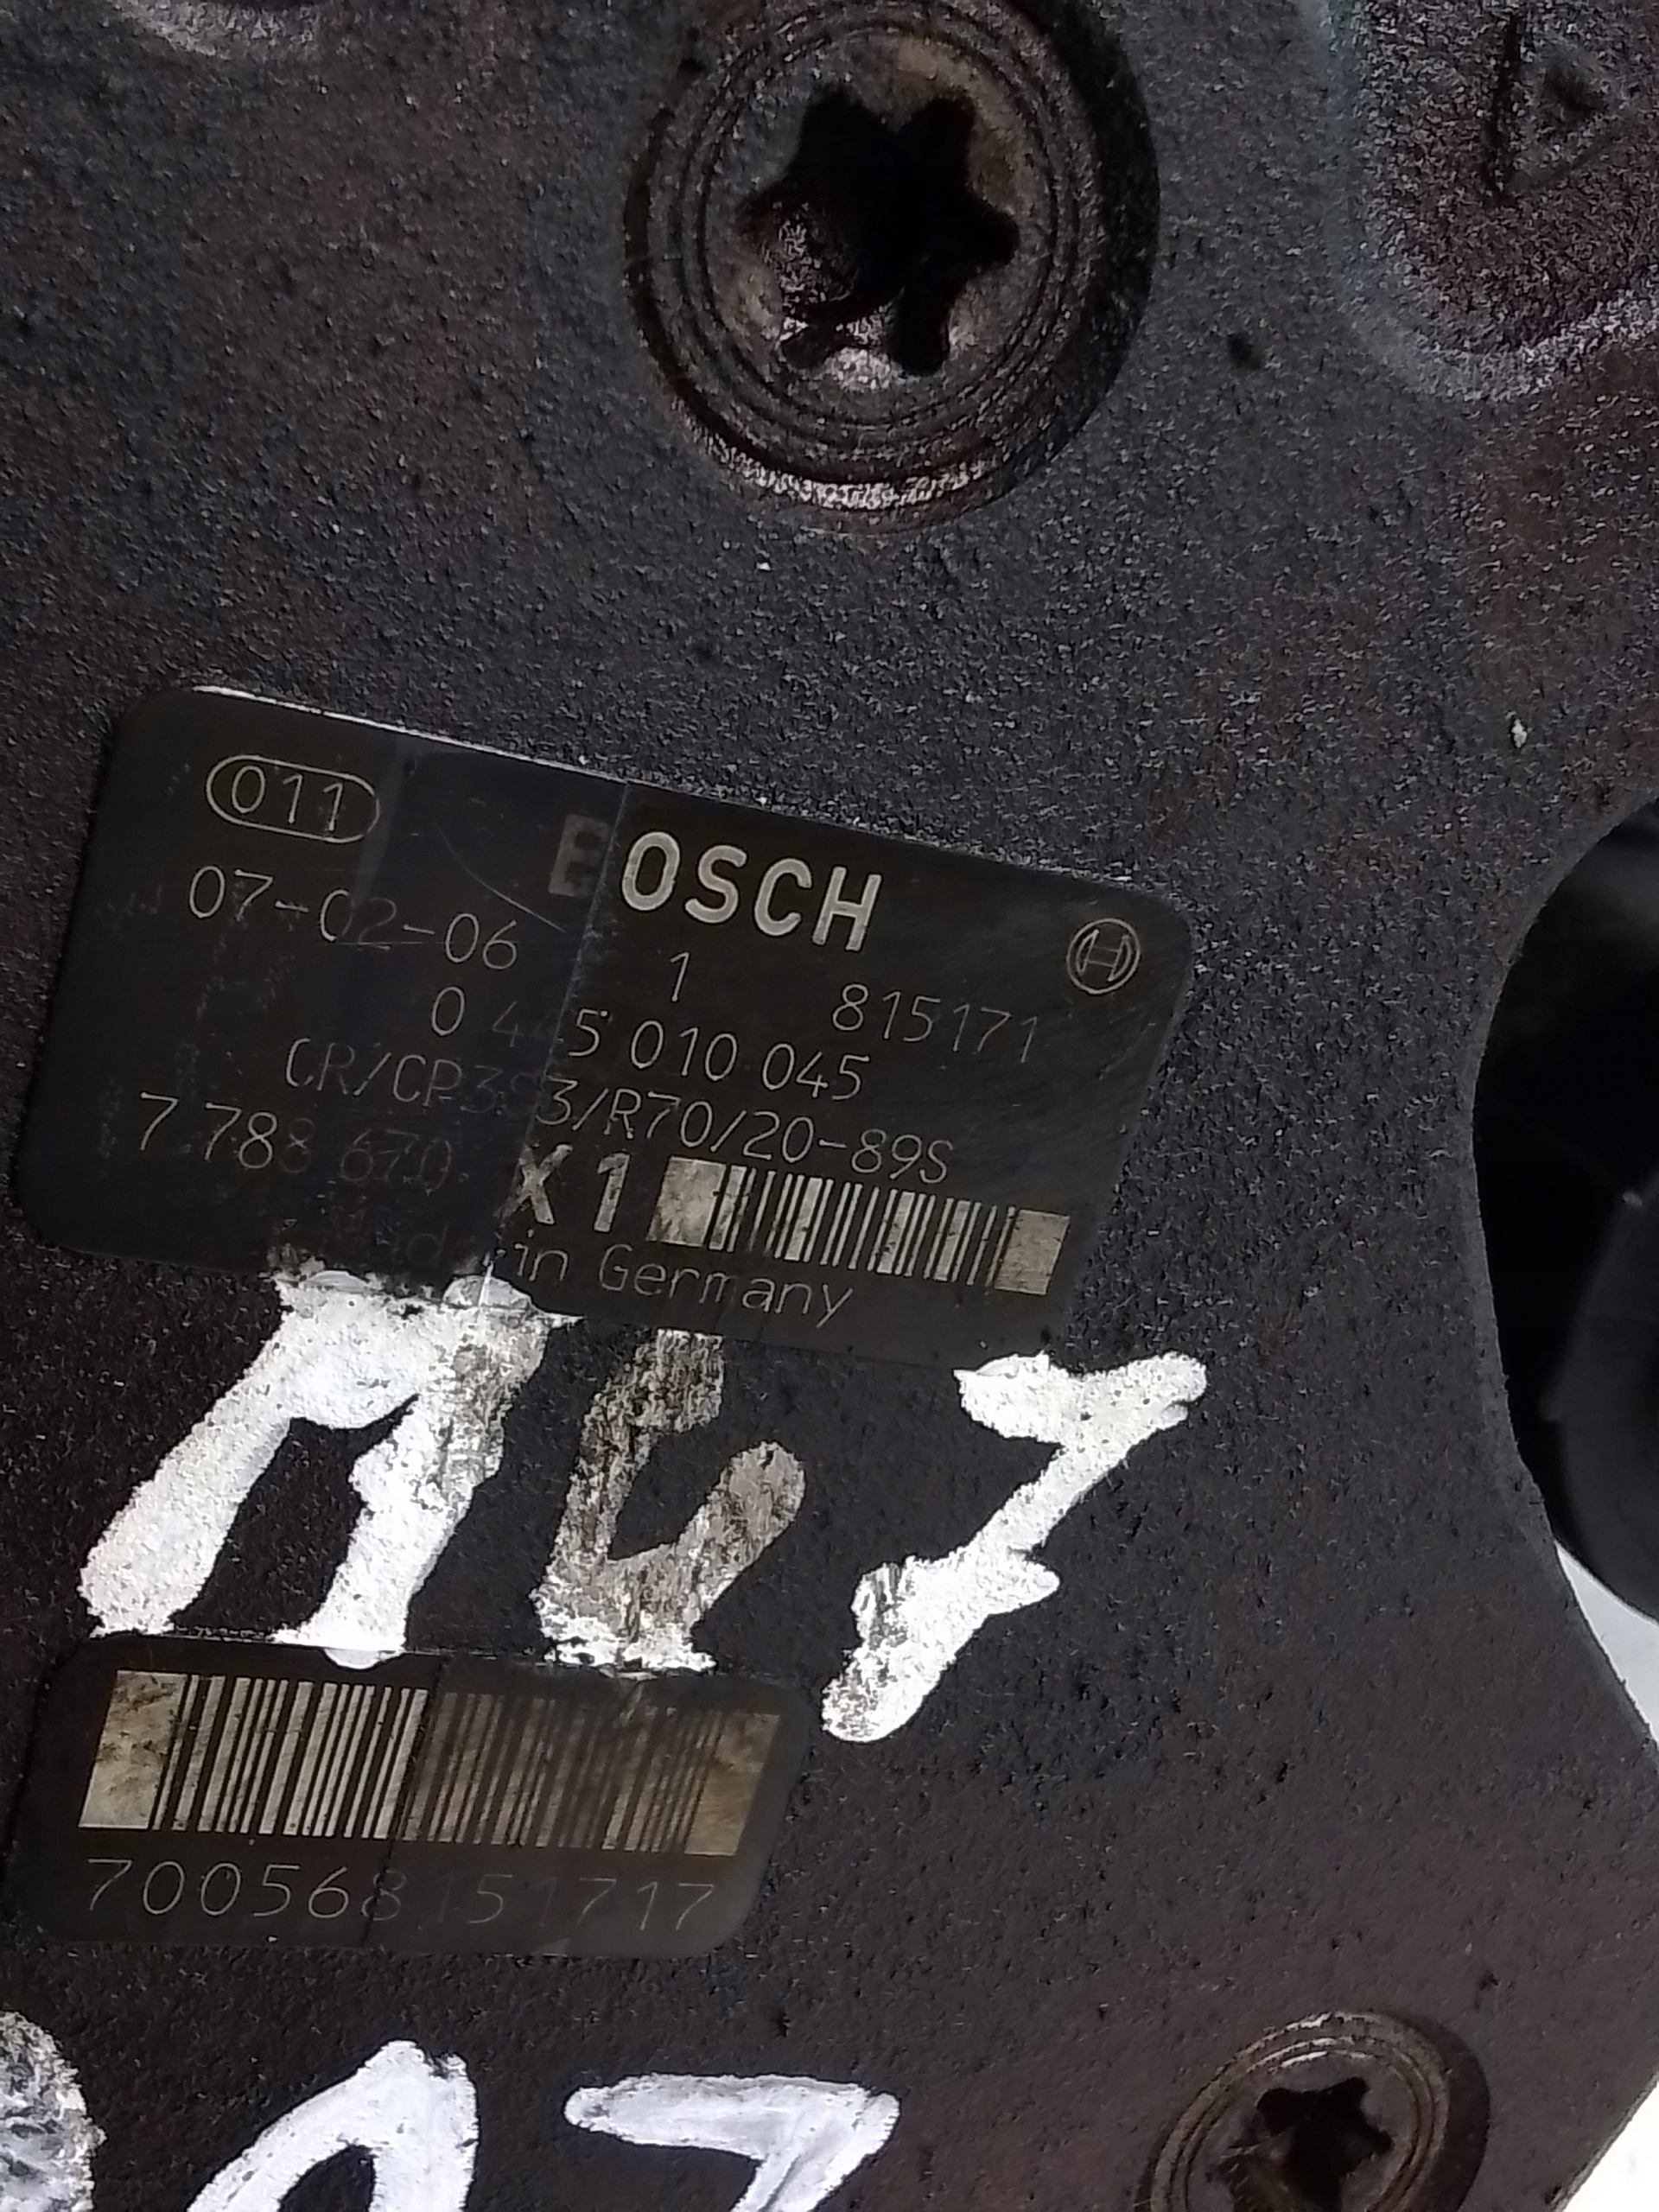 011
BOSCH
07-02-06 1 815171
0 445 010 045
CR/CP3S3/R70/20-89S
7 788 670 X1
Made in Germany
700568151717